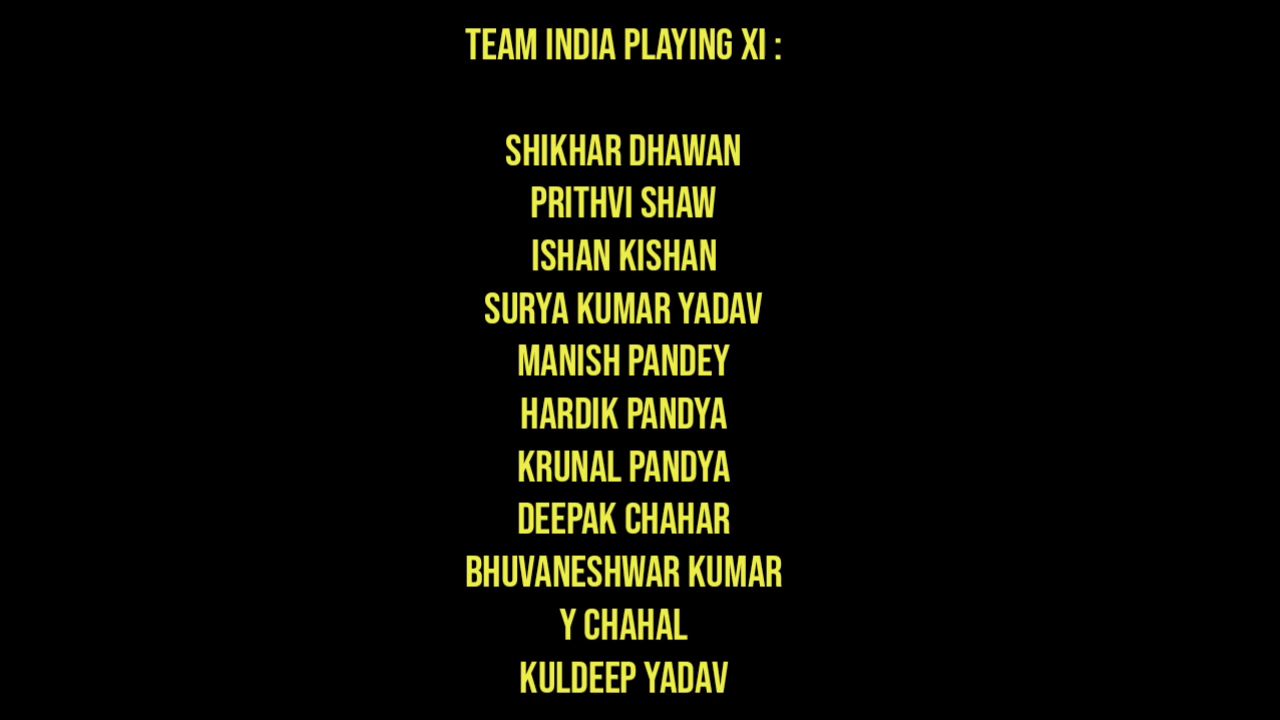 TEAM INDIA PLAYING XI :
SHIKHAR DHAWAN
PRITHVI SHAW
ISHAN KISHAN
SURYA KUMAR YADAV
MANISH PANDEY
HARDIK PANDYA
KRUNAL PANDYA
DEEPAK CHAHAR
BHUVANESHWAR KUMAR
Y CHAHAL
KULDEEP YADAV